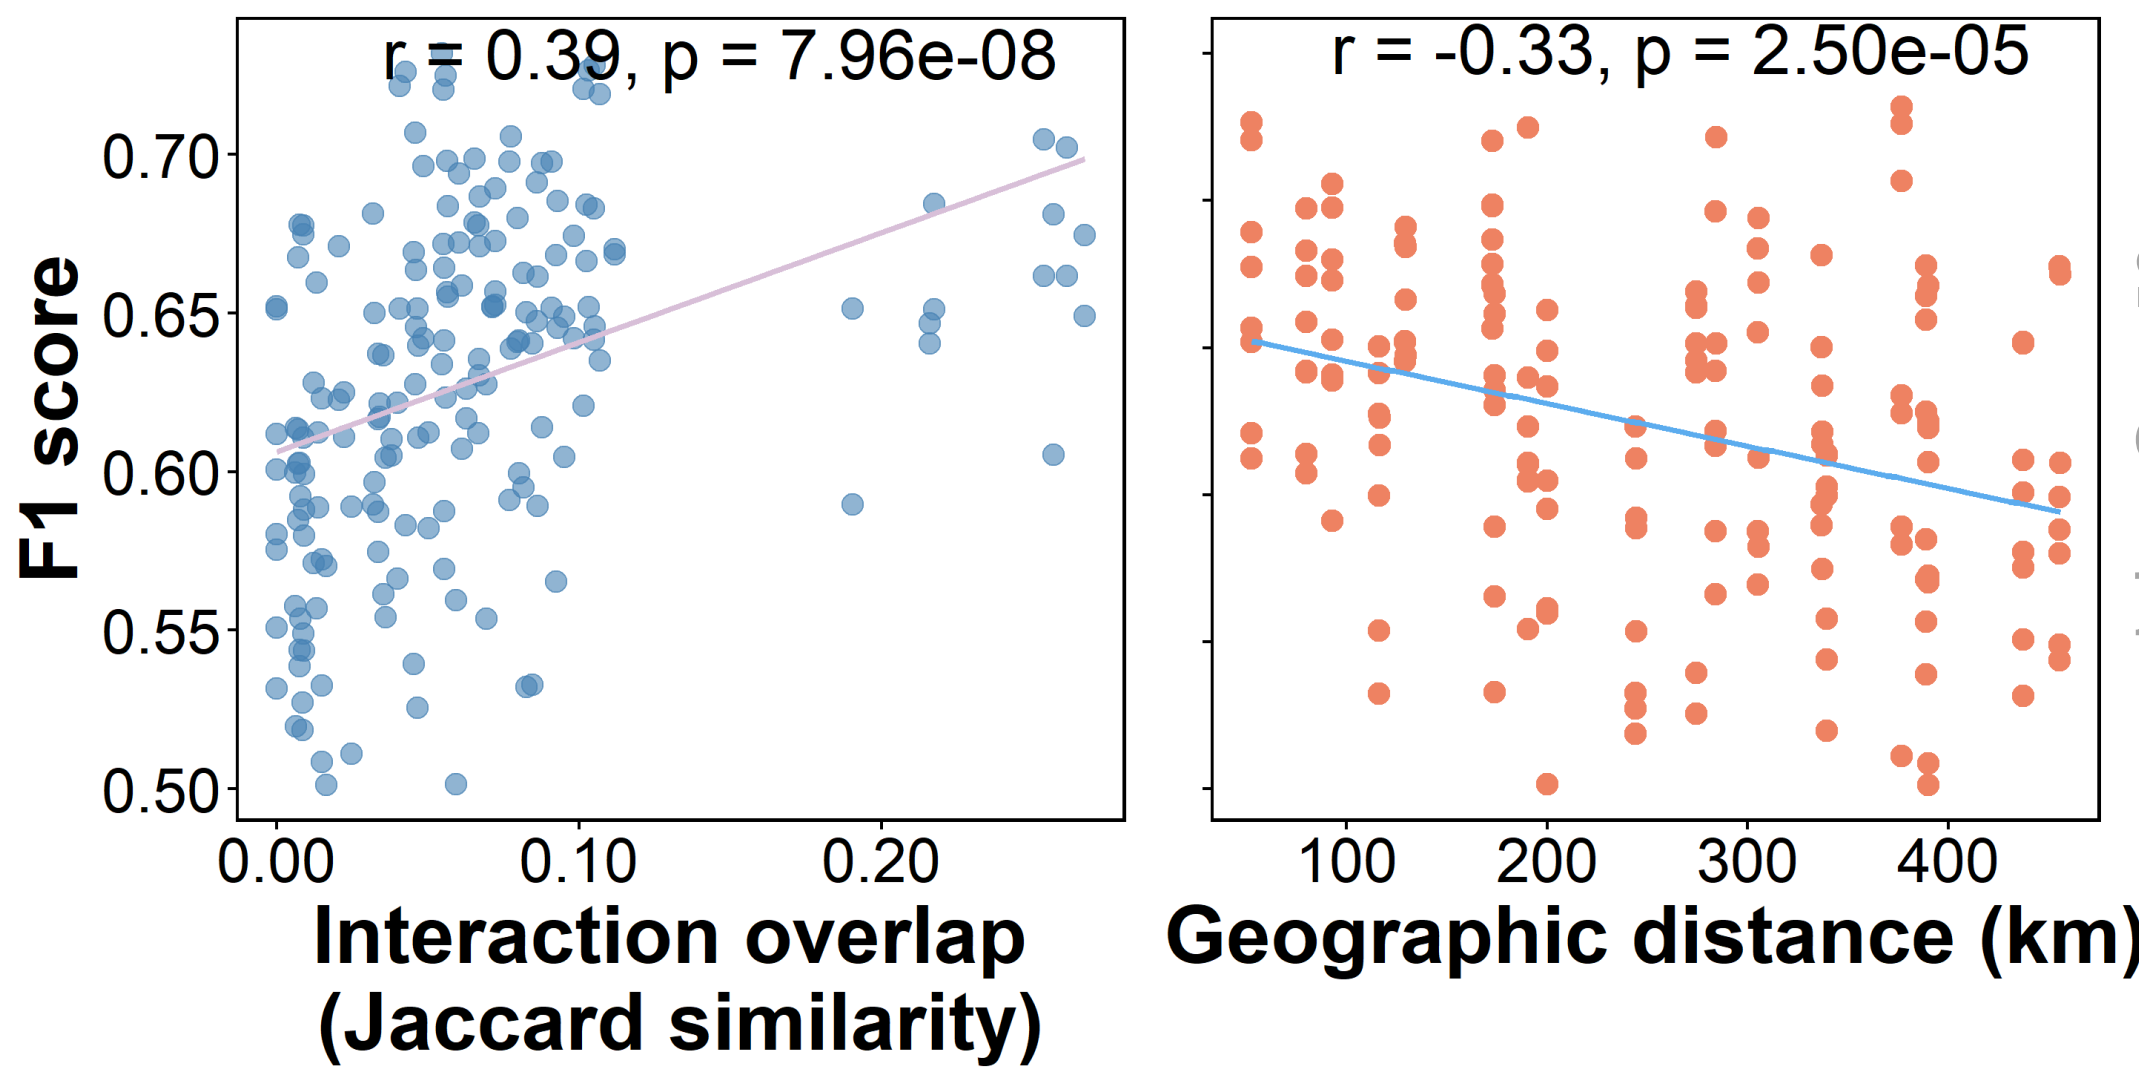 r = 0.39, p = 7.96e-08
r = -0.33, p = 2.50e-05
F1 score
0.70
0.65
0.60
0.55
0.50
0.00 0.10 0.20
100 200 300 400
Interaction overlap
(Jaccard similarity)
Geographic distance (km)